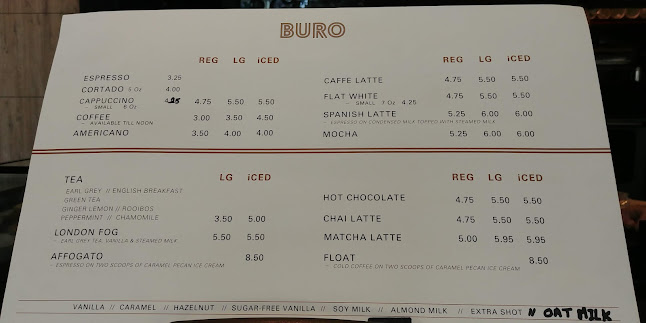 BURO
REG LG iCED
ESPRESSO 3.25
CORTADO 5 Oz 4.00
CAPPUCCINO 4.75 5.50 5.50
– SMALL 6 Oz
COFFEE 3.00 3.50 4.50
– AVAILABLE TILL NOON
AMERICANO 3.50 4.00 4.00
REG LG iCED
CAFFE LATTE 4.75 5.50 5.50
FLAT WHITE 4.75 5.50 5.50
– SMALL 7 Oz 4.25
SPANISH LATTE 5.25 6.00 6.00
– ESPRESSO ON CONDENSED MILK TOPPED WITH STEAMED MILK
MOCHA 5.25 6.00 6.00
TEA LG iCED
EARL GREY // ENGLISH BREAKFAST
GREEN TEA
GINGER LEMON // ROOIBOS
PEPPERMINT // CHAMOMILE 3.50 5.00
LONDON FOG 5.50 5.50
– EARL GREY TEA, VANILLA & STEAMED MILK
AFFOGATO 8.50
– ESPRESSO ON TWO SCOOPS OF CARAMEL PECAN ICE CREAM
REG LG iCED
HOT CHOCOLATE 4.75 5.50 5.50
CHAI LATTE 4.75 5.50 5.50
MATCHA LATTE 5.00 5.95 5.95
FLOAT 8.50
– COLD COFFEE ON TWO SCOOPS OF CARAMEL PECAN ICE CREAM
VANILLA // CARAMEL // HAZELNUT // SUGAR-FREE VANILLA // SOY MILK // ALMOND MILK // EXTRA SHOT // OAT MILK